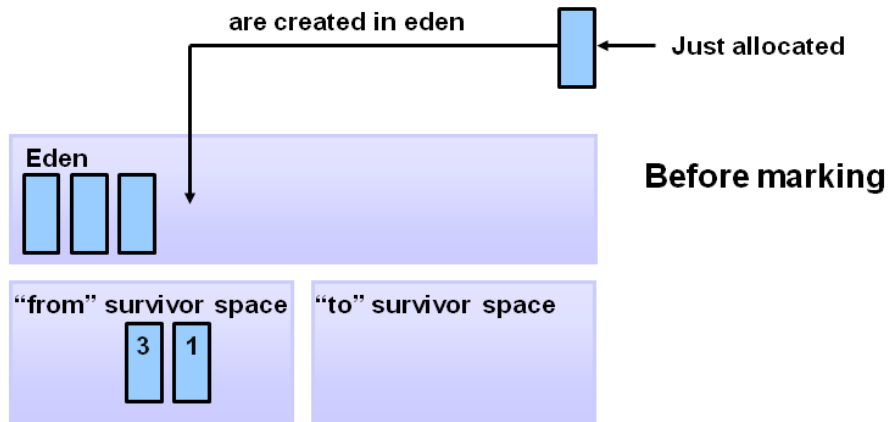 are created in eden
Just allocated
Eden
Before marking
“from” survivor space
“to” survivor space
3 1